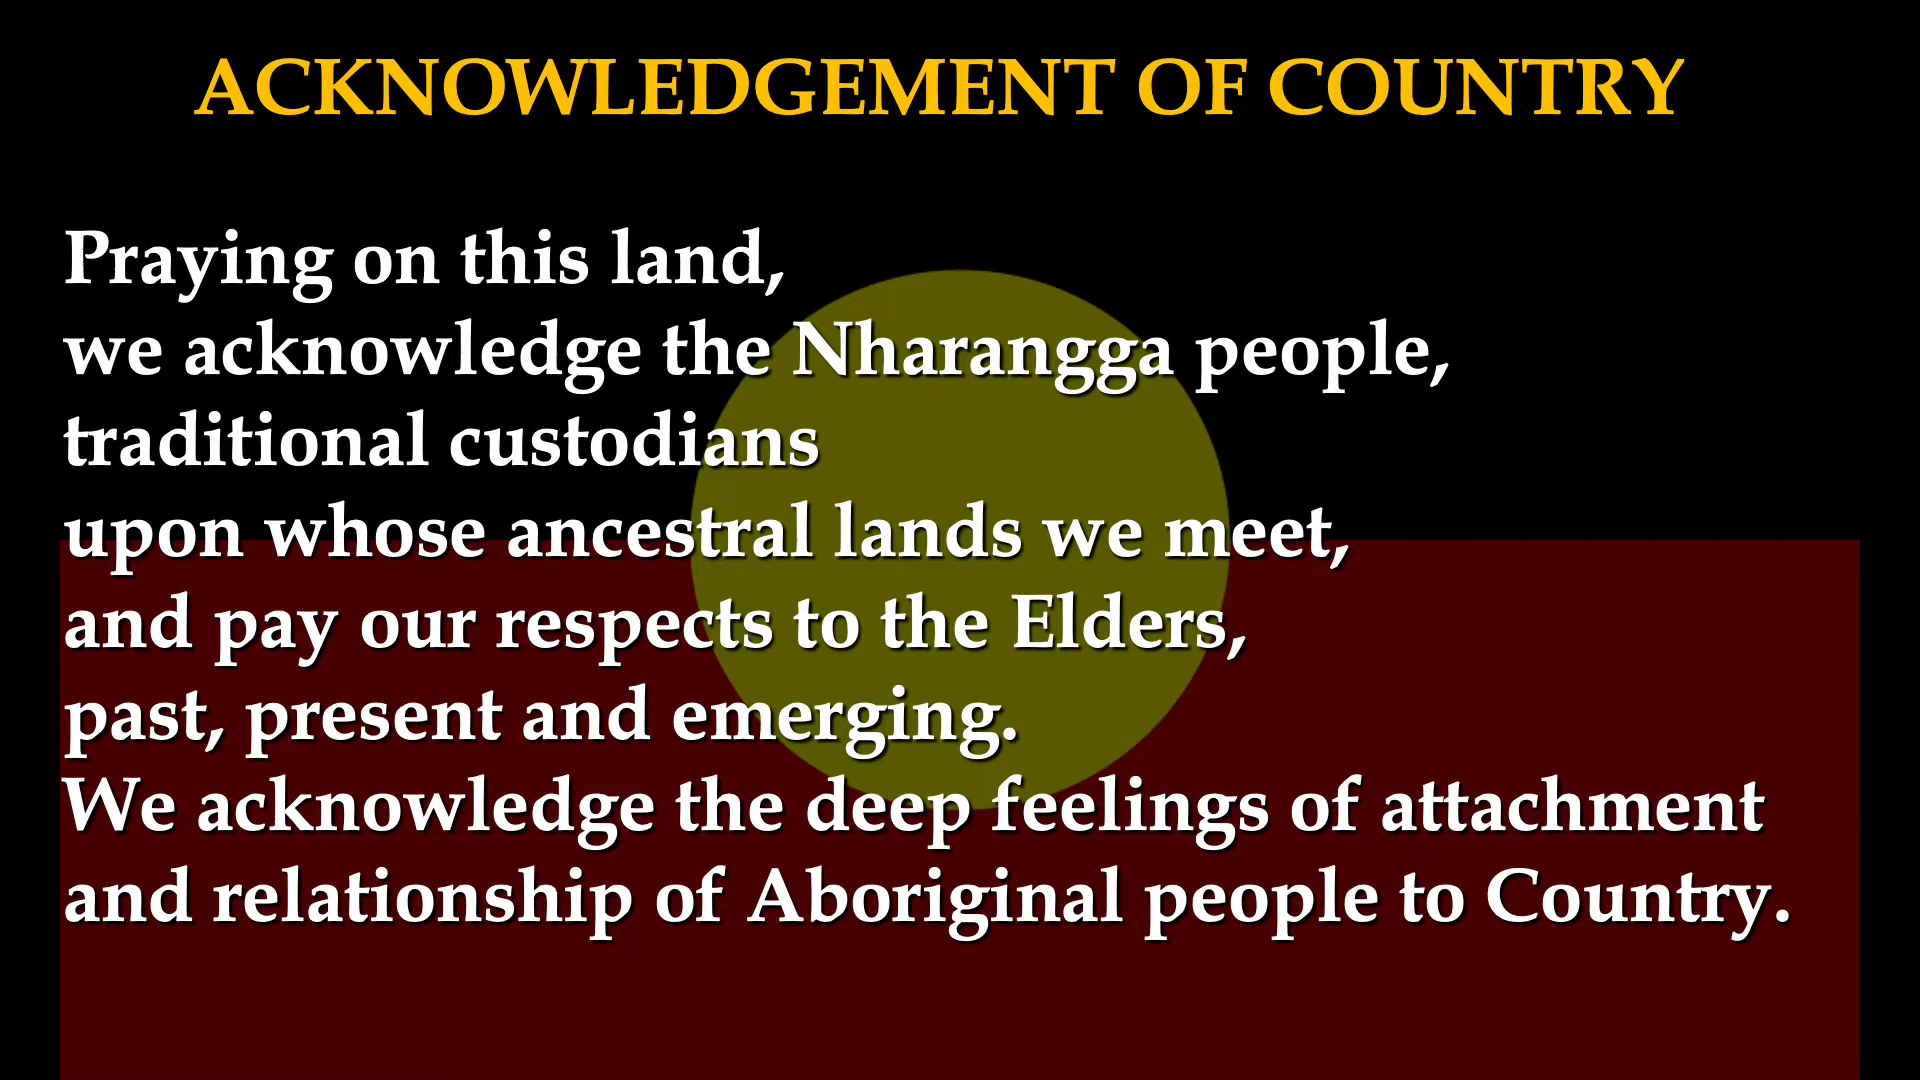 ACKNOWLEDGEMENT OF COUNTRY
Praying on this land,
we acknowledge the Nharangga people,
traditional custodians
upon whose ancestral lands we meet,
and pay our respects to the Elders,
past, present and emerging.
We acknowledge the deep feelings of attachment
and relationship of Aboriginal people to Country.